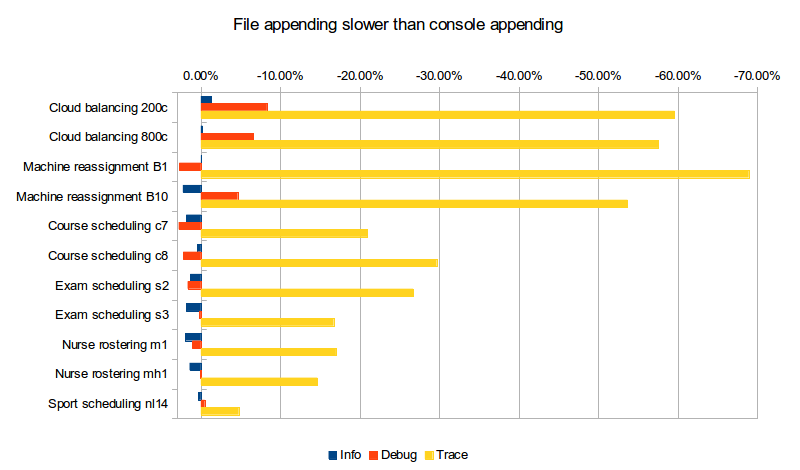 File appending slower than console appending
0.00% -10.00% -20.00% -30.00% -40.00% -50.00% -60.00% -70.00%
Cloud balancing 200c
Cloud balancing 800c
Machine reassignment B1
Machine reassignment B10
Course scheduling c7
Course scheduling c8
Exam scheduling s2
Exam scheduling s3
Nurse rostering m1
Nurse rostering mh1
Sport scheduling nl14
Info Debug Trace